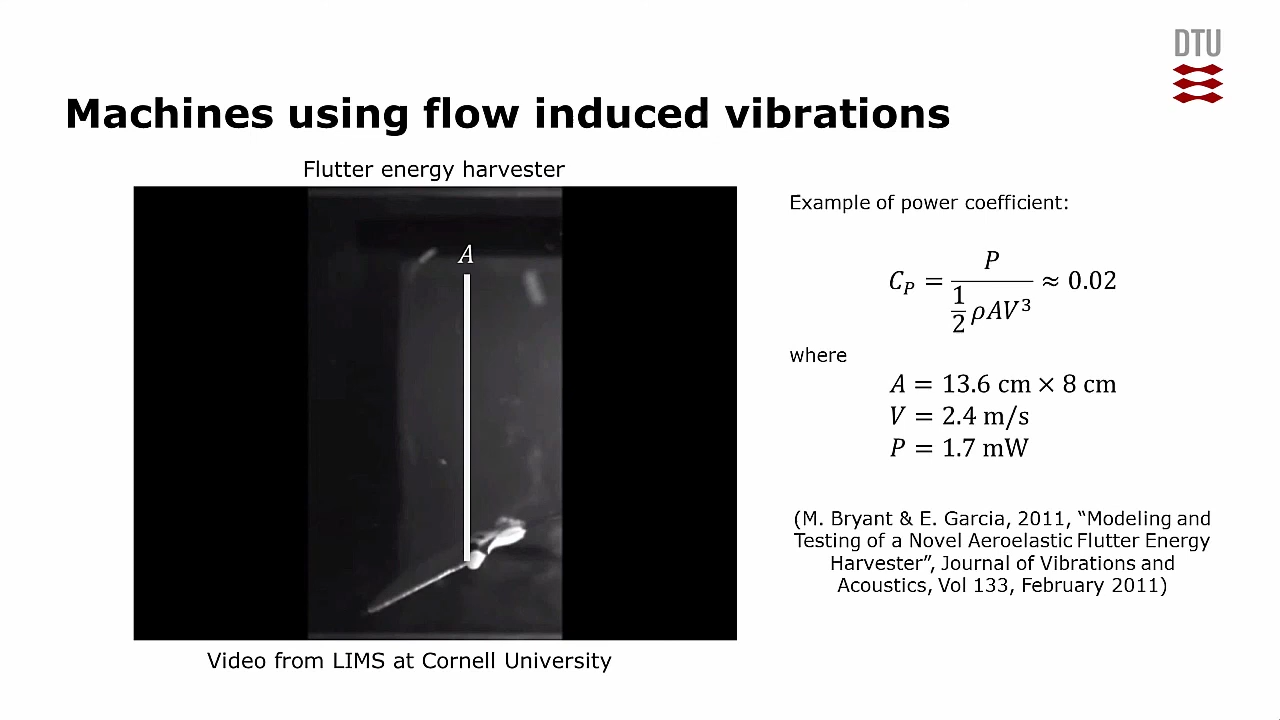 DTU
Machines using flow induced vibrations
Flutter energy harvester
A
Video from LIMS at Cornell University
Example of power coefficient:
C_P = P / (1/2 ρAV³) ≈ 0.02
where
A = 13.6 cm × 8 cm
V = 2.4 m/s
P = 1.7 mW
(M. Bryant & E. Garcia, 2011, “Modeling and
Testing of a Novel Aeroelastic Flutter Energy
Harvester”, Journal of Vibrations and
Acoustics, Vol 133, February 2011)